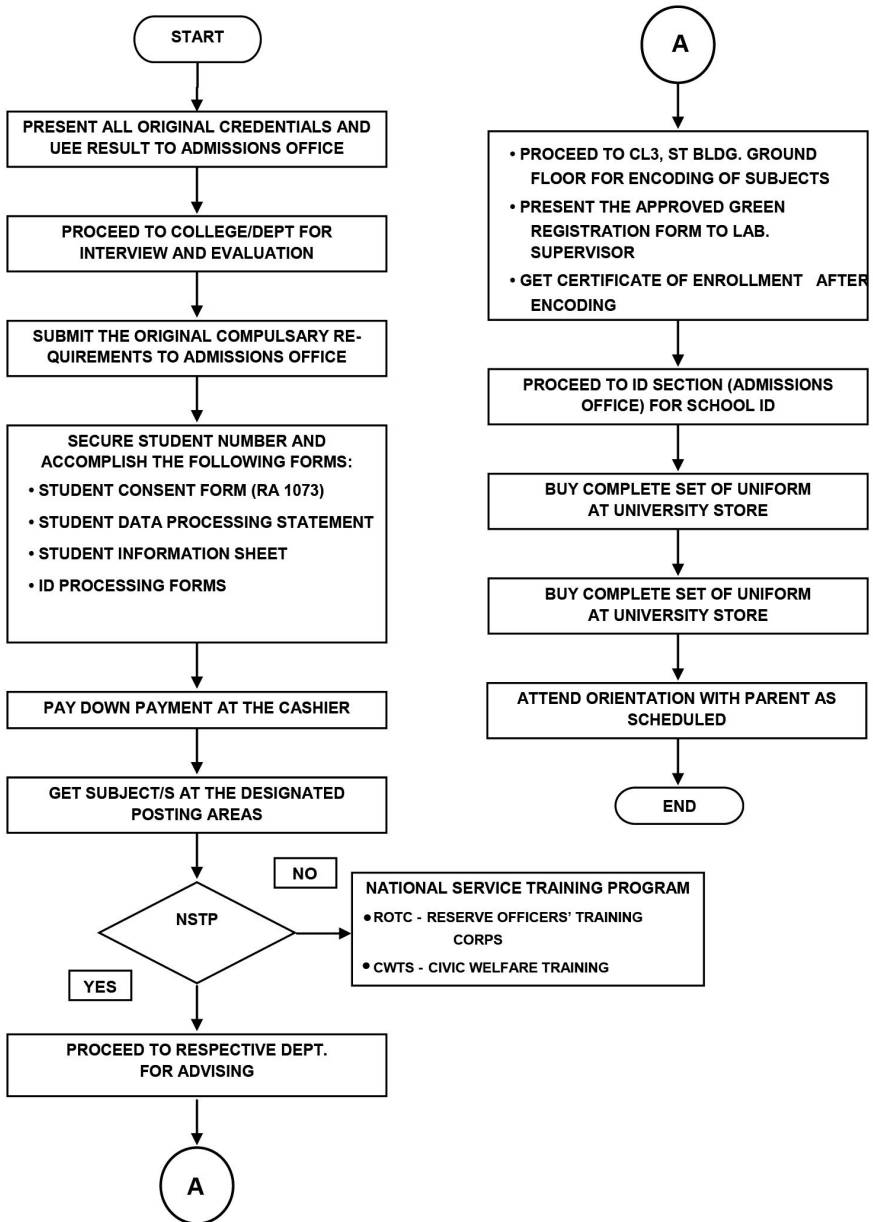 START
PRESENT ALL ORIGINAL CREDENTIALS AND
UEE RESULT TO ADMISSIONS OFFICE
PROCEED TO COLLEGE/DEPT FOR
INTERVIEW AND EVALUATION
SUBMIT THE ORIGINAL COMPULSARY RE-
QUIREMENTS TO ADMISSIONS OFFICE
SECURE STUDENT NUMBER AND
ACCOMPLISH THE FOLLOWING FORMS:
• STUDENT CONSENT FORM (RA 1073)
• STUDENT DATA PROCESSING STATEMENT
• STUDENT INFORMATION SHEET
• ID PROCESSING FORMS
PAY DOWN PAYMENT AT THE CASHIER
GET SUBJECT/S AT THE DESIGNATED
POSTING AREAS
NSTP
NO
NATIONAL SERVICE TRAINING PROGRAM
• ROTC - RESERVE OFFICERS’ TRAINING
CORPS
• CWTS - CIVIC WELFARE TRAINING
YES
PROCEED TO RESPECTIVE DEPT.
FOR ADVISING
A
A
• PROCEED TO CL3, ST BLDG. GROUND
FLOOR FOR ENCODING OF SUBJECTS
• PRESENT THE APPROVED GREEN
REGISTRATION FORM TO LAB.
SUPERVISOR
• GET CERTIFICATE OF ENROLLMENT AFTER
ENCODING
PROCEED TO ID SECTION (ADMISSIONS
OFFICE) FOR SCHOOL ID
BUY COMPLETE SET OF UNIFORM
AT UNIVERSITY STORE
BUY COMPLETE SET OF UNIFORM
AT UNIVERSITY STORE
ATTEND ORIENTATION WITH PARENT AS
SCHEDULED
END